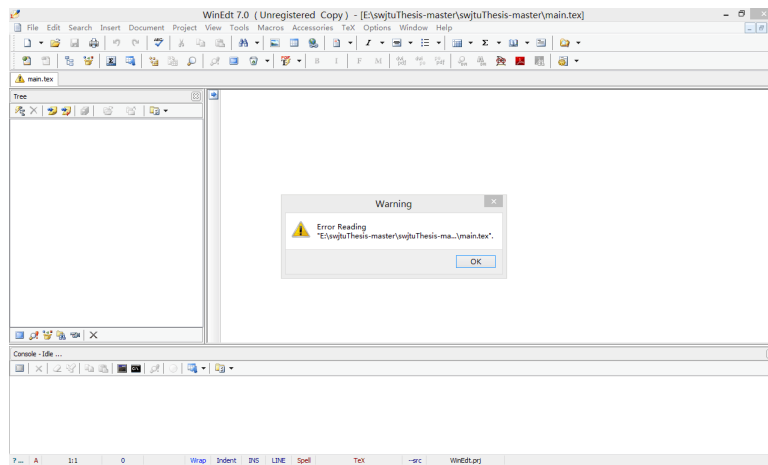 WinEdt 7.0 ( Unregistered Copy ) - [E:\swjtuThesis-master\swjtuThesis-master\main.tex]
File Edit Search Insert Document Project View Tools Macros Accessories TeX Options Window Help
B I F M
main.tex
Tree
Warning
Error Reading
"E:\swjtuThesis-master\swjtuThesis-ma...\main.tex".
OK
Console - Idle ...
?... A 1:1 0 Wrap Indent INS LINE Spell TeX --src WinEdt.prj